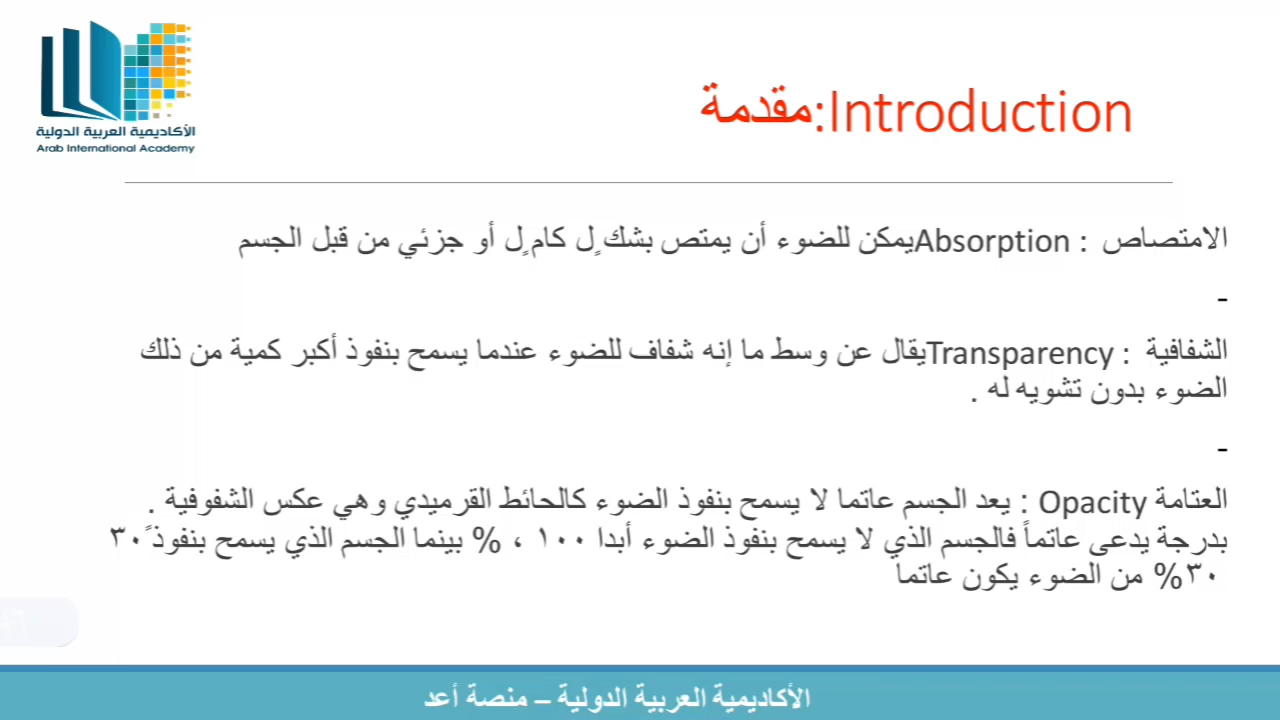 الأكاديمية العربية الدولية
Arab International Academy
Introduction:مقدمة
الامتصاص : Absorptionيمكن للضوء أن يمتص بشك ٍل كام ٍل أو جزئي من قبل الجسم
-
الشفافية : Transparencyيقال عن وسط ما إنه شفاف للضوء عندما يسمح بنفوذ أكبر كمية من ذلك
الضوء بدون تشويه له .
-
العتامة Opacity : يعد الجسم عاتما لا يسمح بنفوذ الضوء كالحائط القرميدي وهي عكس الشفوفية .
بدرجة يدعى عاتماً فالجسم الذي لا يسمح بنفوذ الضوء أبدا ١٠٠ ، % بينما الجسم الذي يسمح بنفوذ ً٣٠
٣٠% من الضوء يكون عاتما
الأكاديمية العربية الدولية – منصة أعد